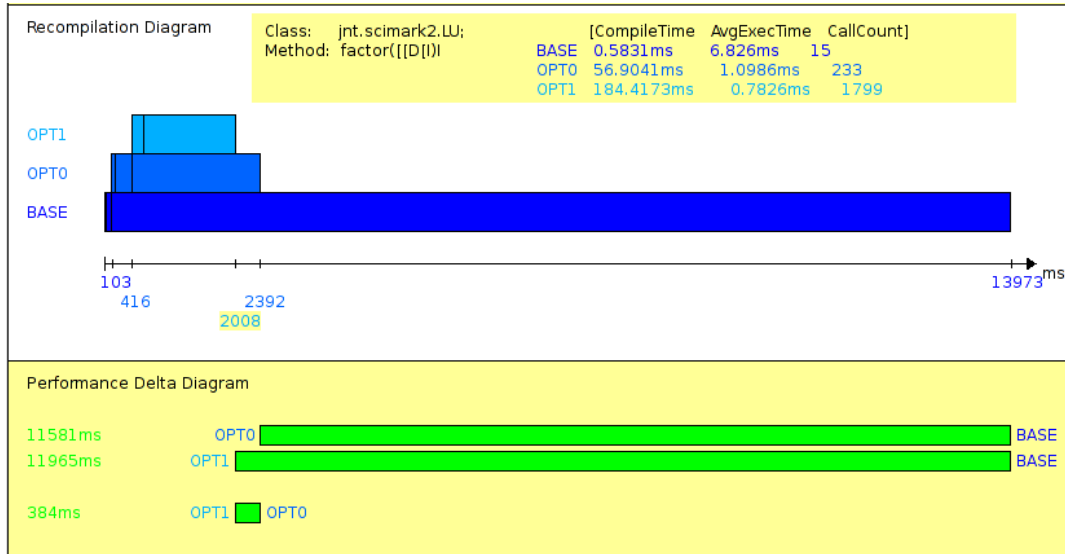 Recompilation Diagram
Class: jnt.scimark2.LU; [CompileTime AvgExecTime CallCount]
Method: factor([[D[I)I
BASE 0.5831ms 6.826ms 15
OPT0 56.9041ms 1.0986ms 233
OPT1 184.4173ms 0.7826ms 1799
OPT1
OPT0
BASE
ms
103 13973
416 2392
2008
Performance Delta Diagram
11581ms OPT0 BASE
11965ms OPT1 BASE
384ms OPT1 OPT0